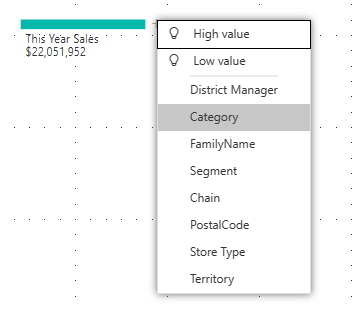 This Year Sales
$22,051,952
High value
Low value
District Manager
Category
FamilyName
Segment
Chain
PostalCode
Store Type
Territory